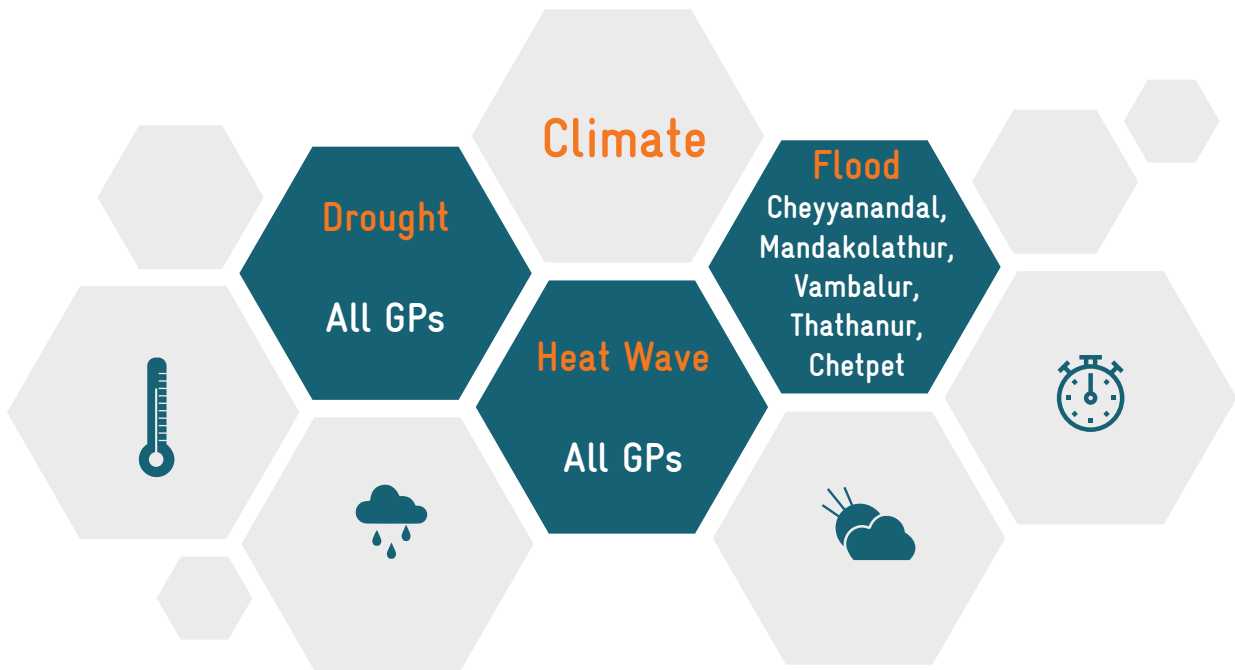 Climate
Drought
All GPs
Heat Wave
All GPs
Flood
Cheyyanandal,
Mandakolathur,
Vambalur,
Thathanur,
Chetpet